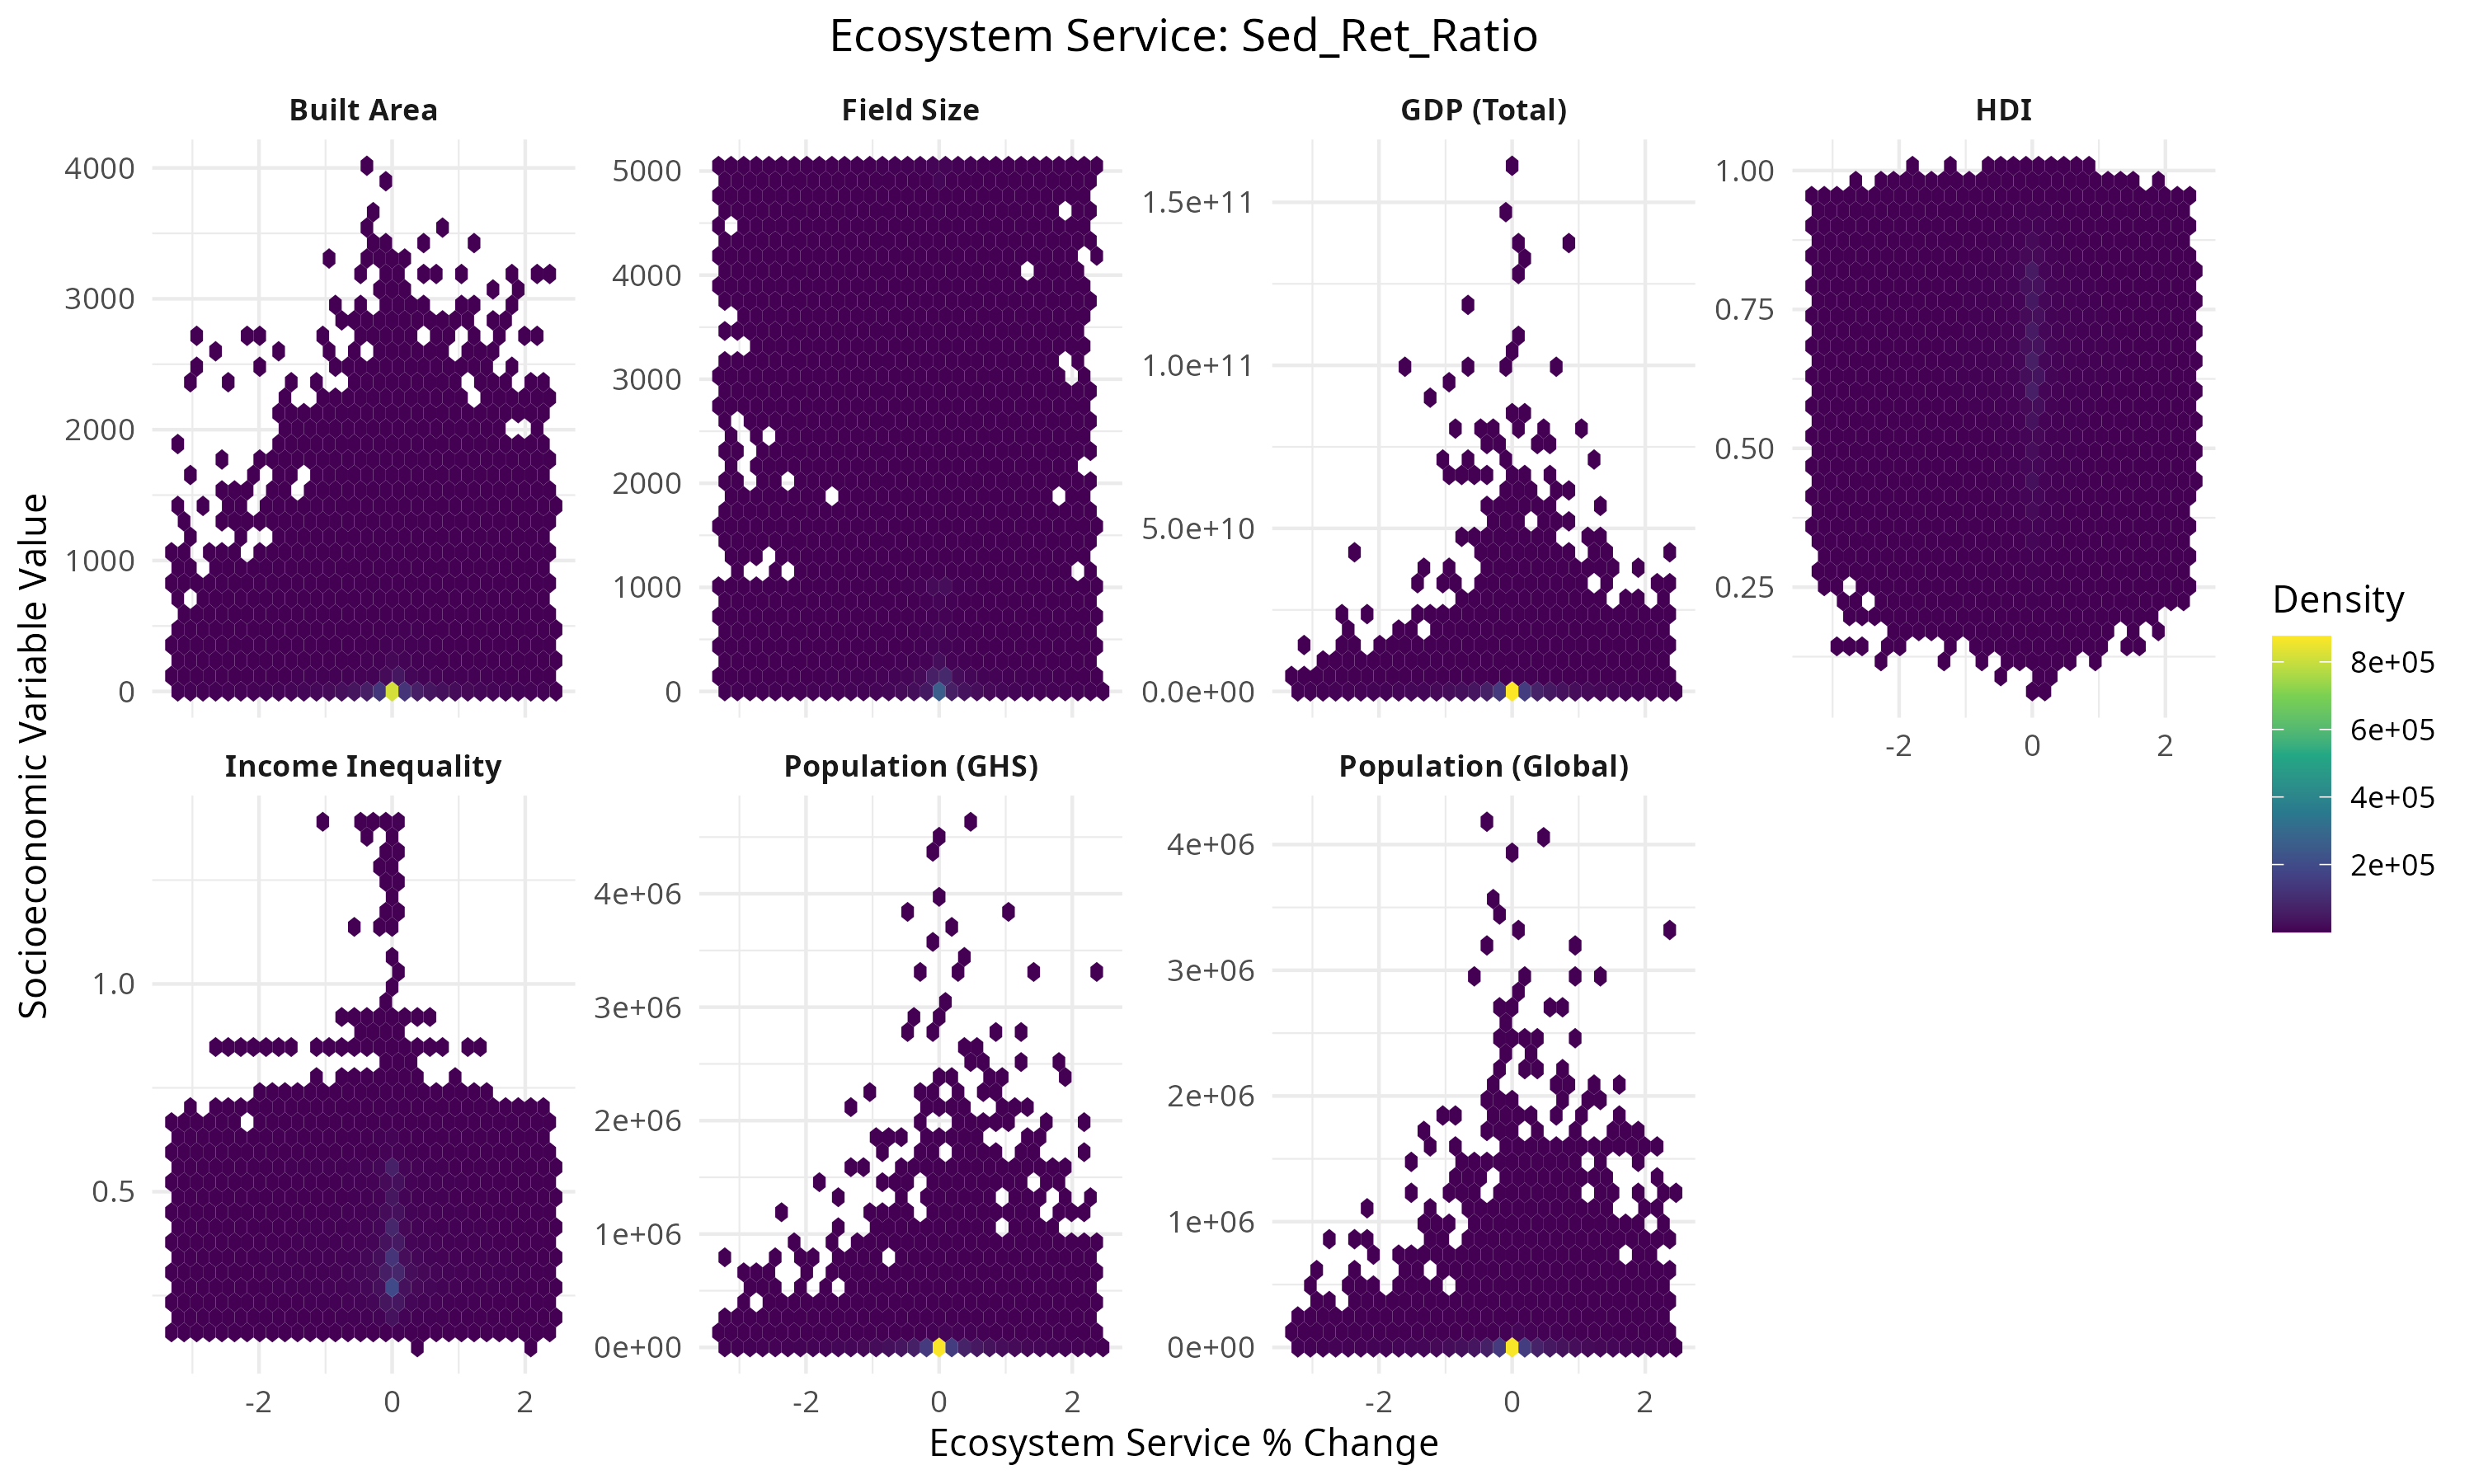 Ecosystem Service: Sed_Ret_Ratio
Built Area
Field Size
GDP (Total)
HDI
4000
3000
2000
1000
0
5000
4000
3000
2000
1000
0
1.5e+11
1.0e+11
5.0e+10
0.0e+00
1.00
0.75
0.50
0.25
-2
0
2
Socioeconomic Variable Value
Income Inequality
Population (GHS)
Population (Global)
1.0
0.5
4e+06
3e+06
2e+06
1e+06
0e+00
4e+06
3e+06
2e+06
1e+06
0e+00
-2
0
2
-2
0
2
-2
0
2
Ecosystem Service % Change
Density
8e+05
6e+05
4e+05
2e+05